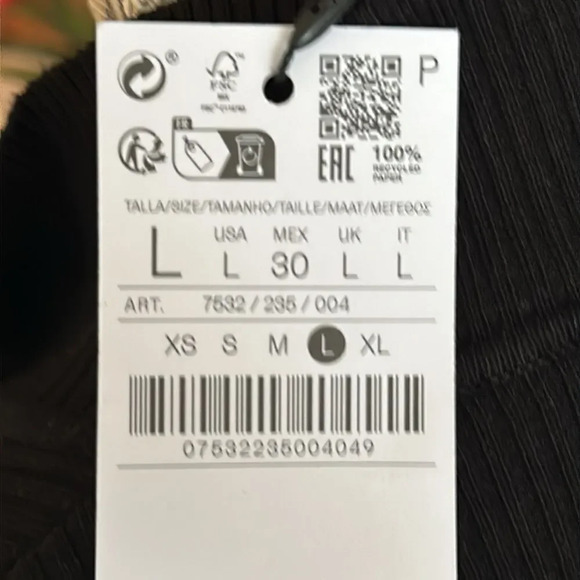 P
FSC
FR
EAC 100%
RECYCLED
PAPER
TALLA/SIZE/TAMANHO/TAILLE/MAAT/ΜΕΓΕΘΟΣ
USA MEX UK IT
L L 30 L L
ART. 7532 / 235 / 004
XS S M L XL
07532235004049